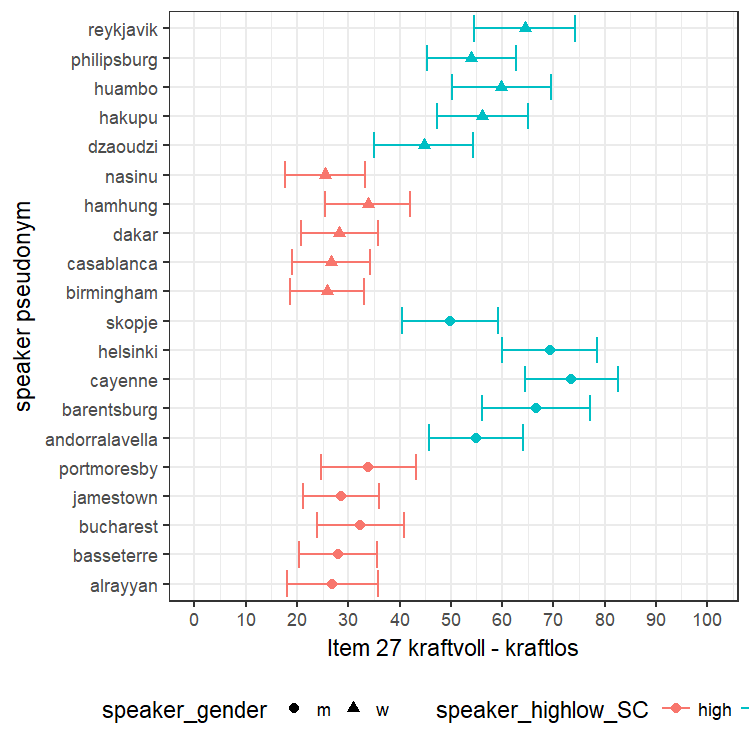 reykjavik
philipsburg
huambo
hakupu
dzaoudzi
nasinu
hamhung
dakar
casablanca
birmingham
skopje
helsinki
cayenne
barentsburg
andorralavella
portmoresby
jamestown
bucharest
basseterre
alrayyan
speaker pseudonym
0 10 20 30 40 50 60 70 80 90 100
Item 27 kraftvoll - kraftlos
speaker_gender m w speaker_highlow_SC high